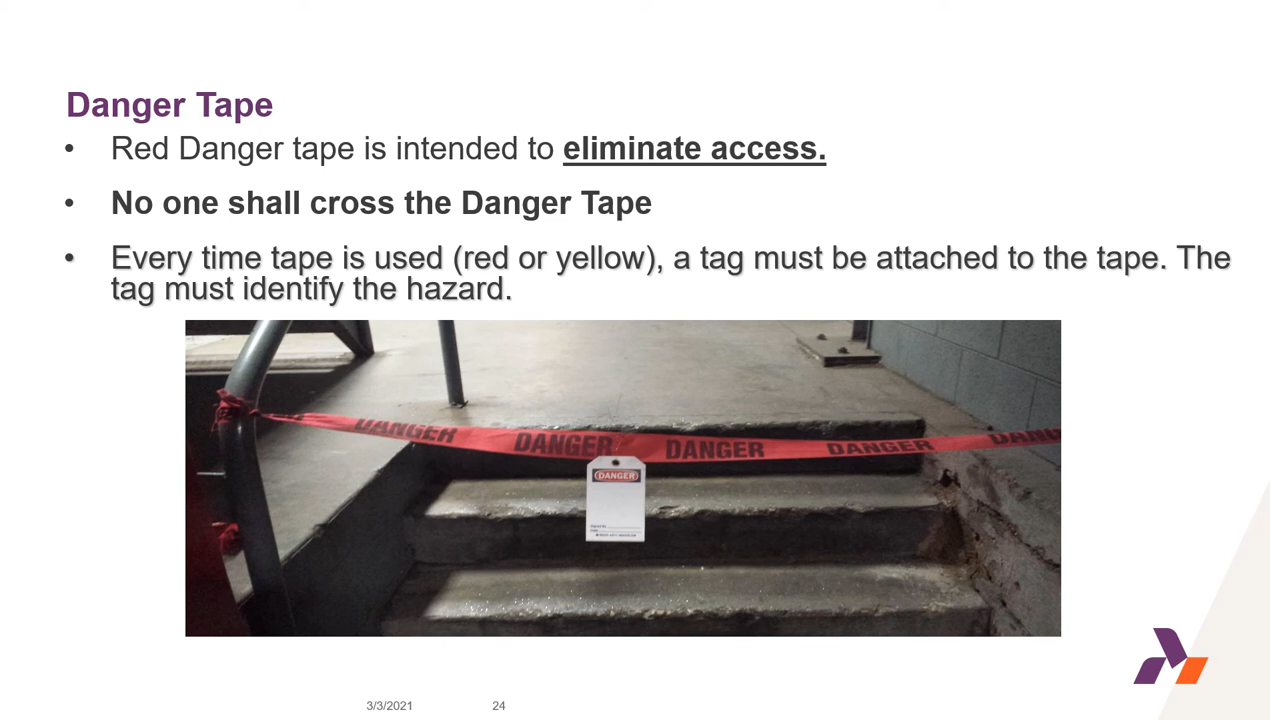 Danger Tape
• Red Danger tape is intended to eliminate access.
• No one shall cross the Danger Tape
• Every time tape is used (red or yellow), a tag must be attached to the tape. The
tag must identify the hazard.
DANGER DANGER DANGER DANGER
DANGER
3/3/2021 24